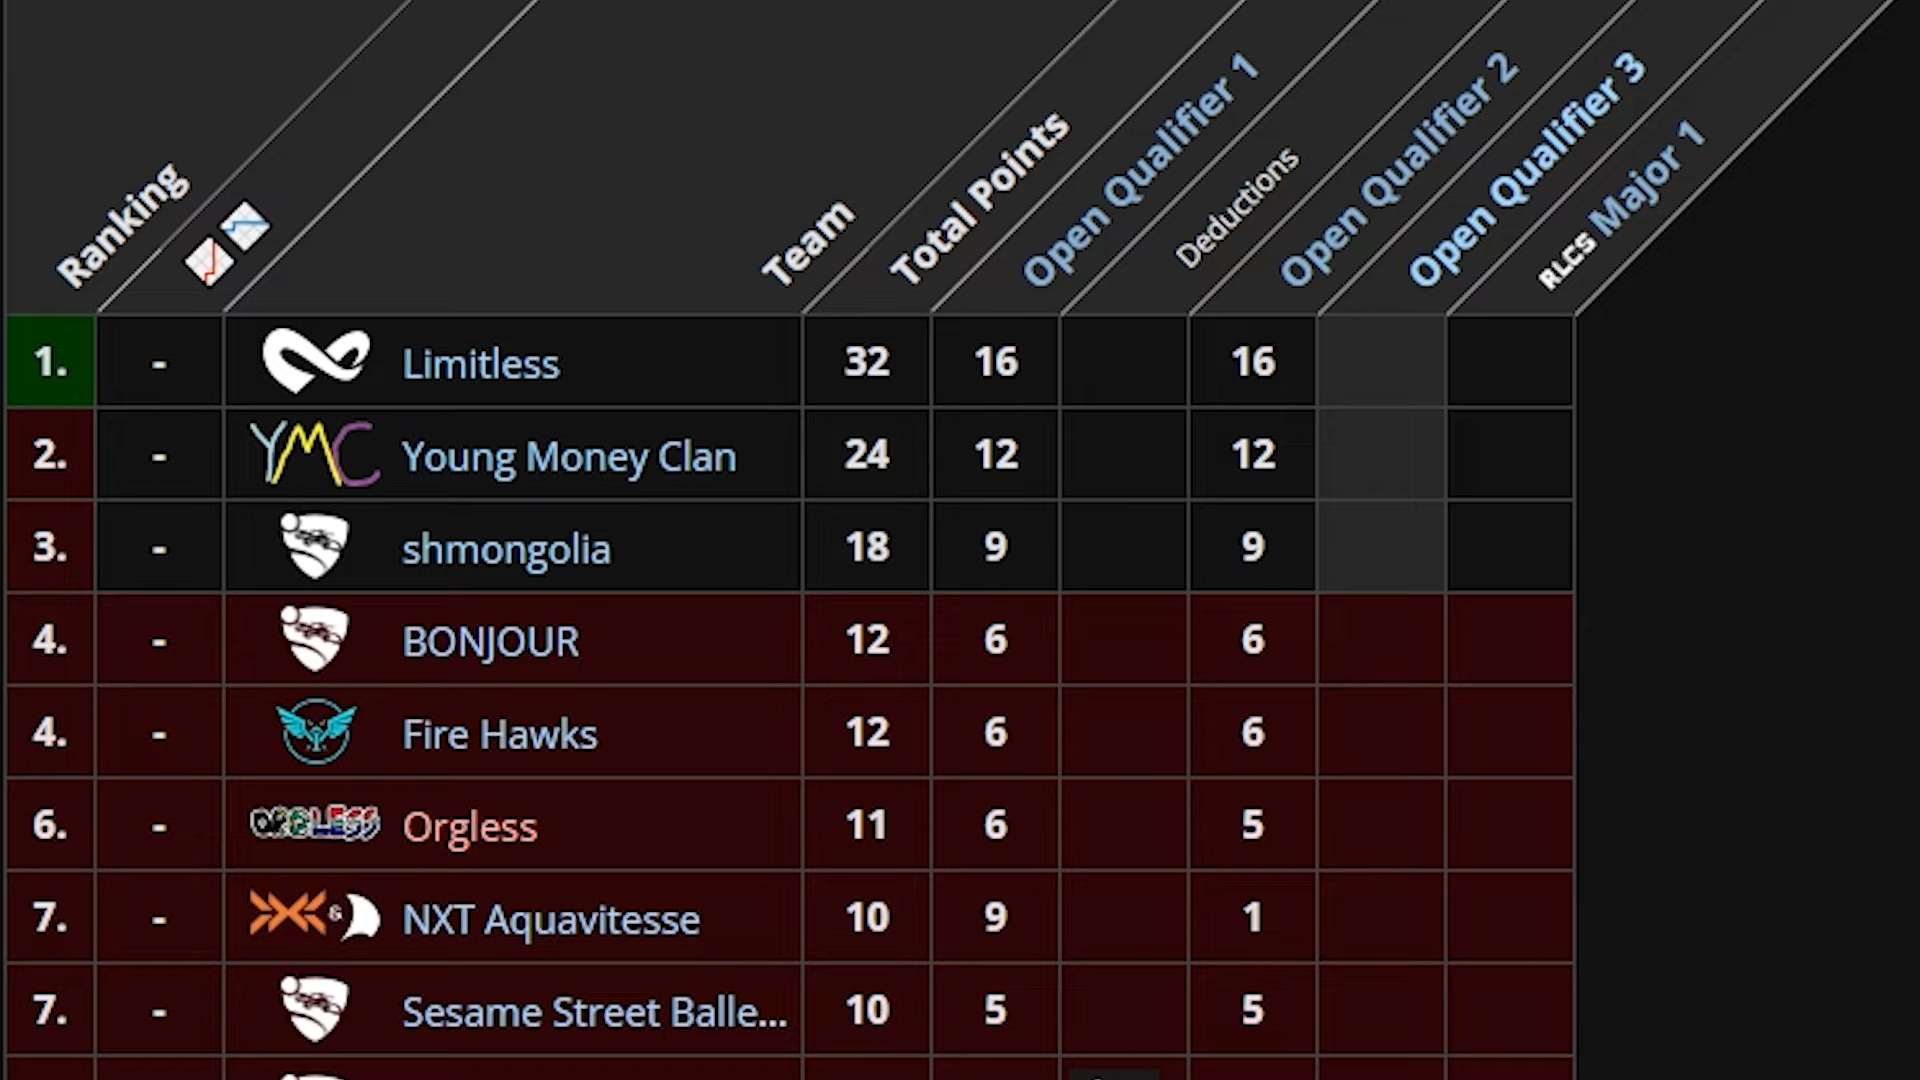 Ranking
Team
Total Points
Open Qualifier 1
Deductions
Open Qualifier 2
Open Qualifier 3
RLCS Major 1
1. - Limitless 32 16 16
2. - YMC Young Money Clan 24 12 12
3. - shmongolia 18 9 9
4. - BONJOUR 12 6 6
4. - Fire Hawks 12 6 6
6. - ORGLESS Orgless 11 6 5
7. - & NXT Aquavitesse 10 9 1
7. - Sesame Street Balle... 10 5 5